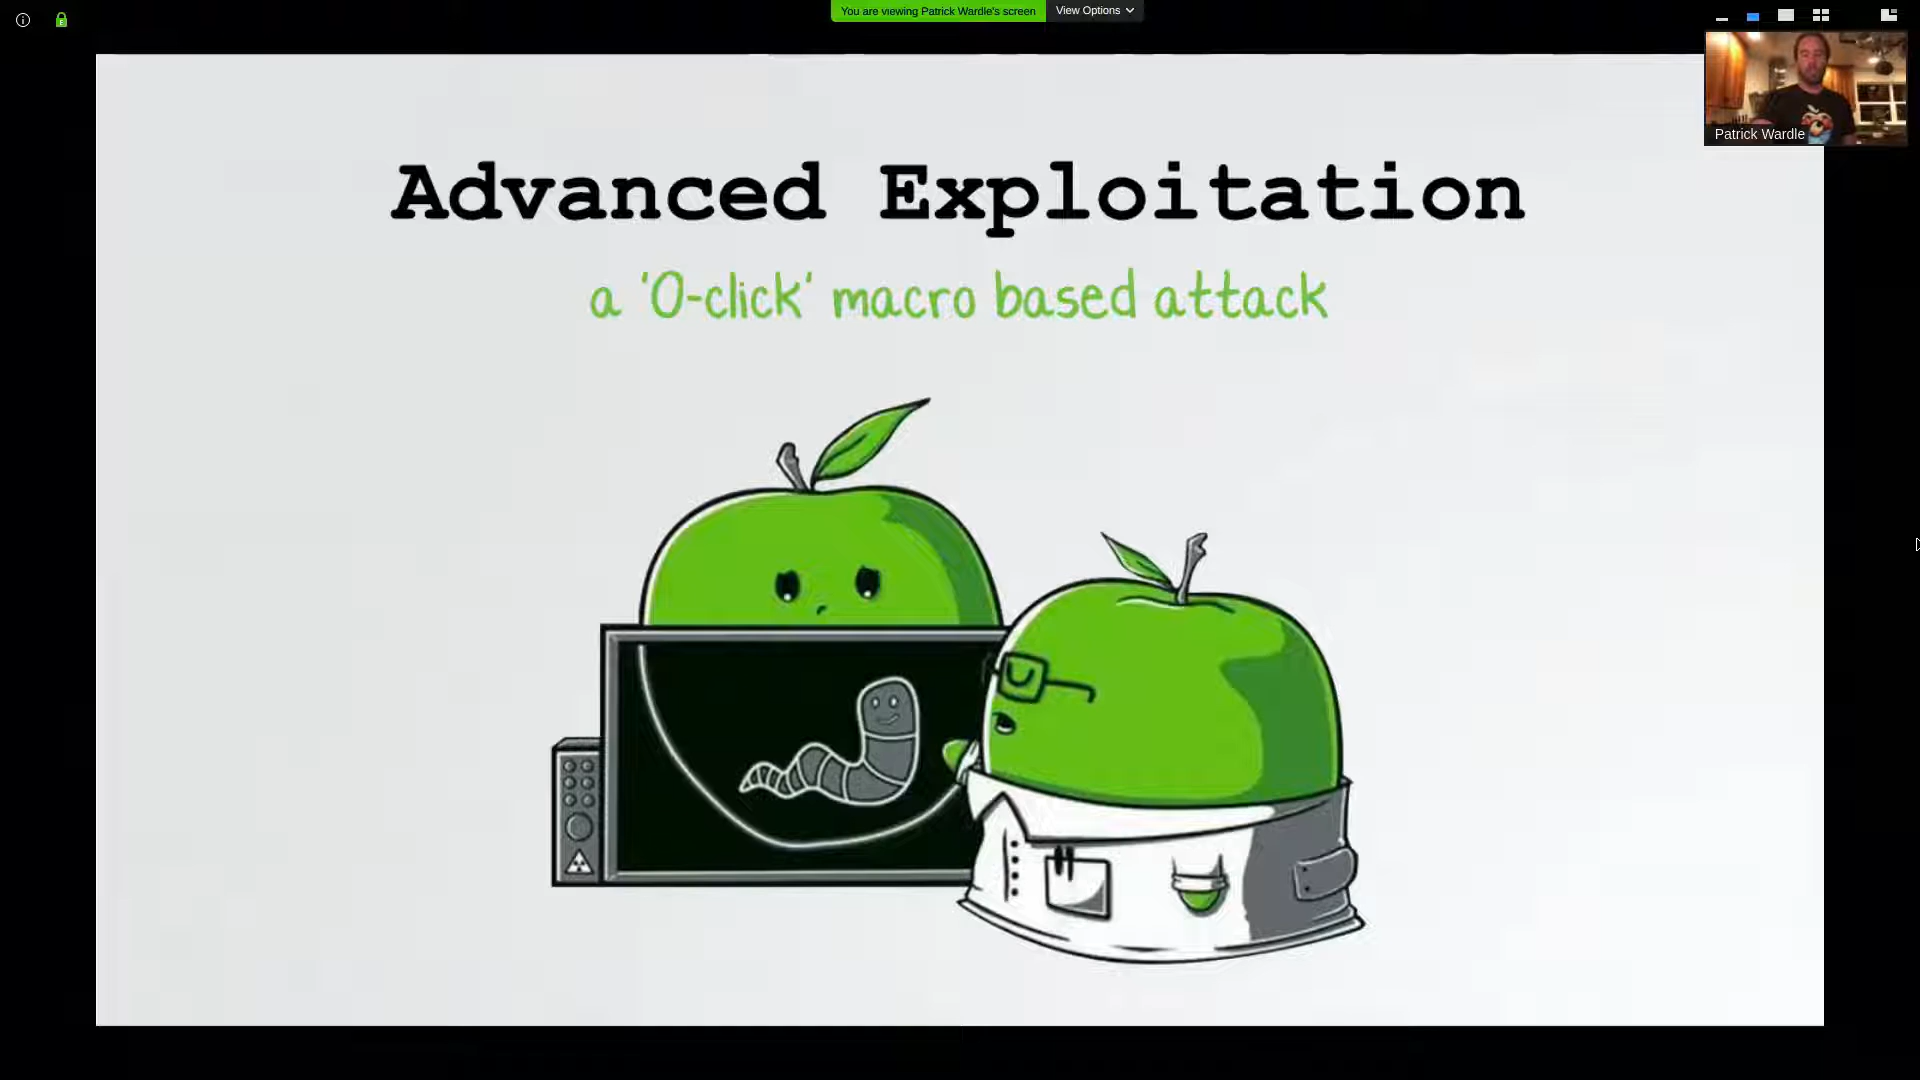 You are viewing Patrick Wardle's screen
View Options
Patrick Wardle
Advanced Exploitation
a '0-click' macro based attack